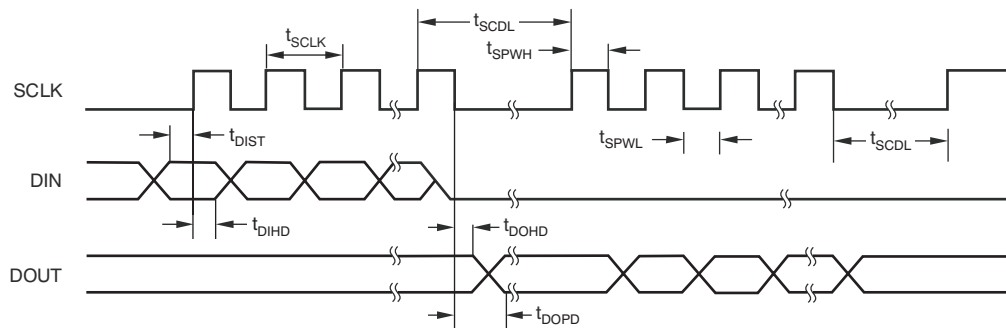 tSCDL
tSCLK
tSPWH
SCLK
tDIST
tSPWL
tSCDL
DIN
tDIHD
tDOHD
DOUT
tDOPD